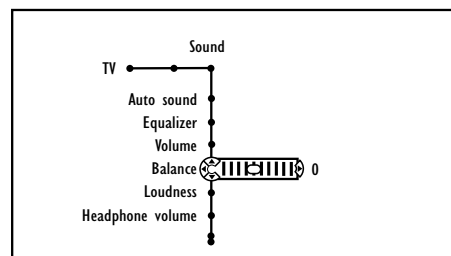 Sound
TV
Auto sound
Equalizer
Volume
Balance 0
Loudness
Headphone volume